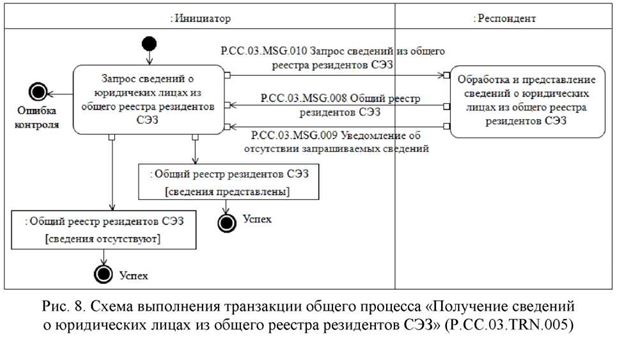 : Инициатор
: Респондент
P.CC.03.MSG.010 Запрос сведений из общего
реестра резидентов СЭЗ
Запрос сведений о
юридичеких лицах из
общего реестра резидентов
СЭЗ
Ошибка
контроля
Обработка и представление
сведений о юридических
лицах из общего реестра
резидентов СЭЗ
P.CC.03.MSG.008 Общий реестр
резидентов СЭЗ
P.CC.03.MSG.009 Уведомление об
отсутствии запрашиваемых сведений
: Общий реестр резидентов СЭЗ
[сведения представлены]
Успех
: Общий реестр резидентов СЭЗ
[сведения отсутствуют]
Успех
Рис. 8. Схема выполнения транзакции общего процесса «Получение сведений
о юридических лицах из общего реестра резидентов СЭЗ» (P.CC.03.TRN.005)